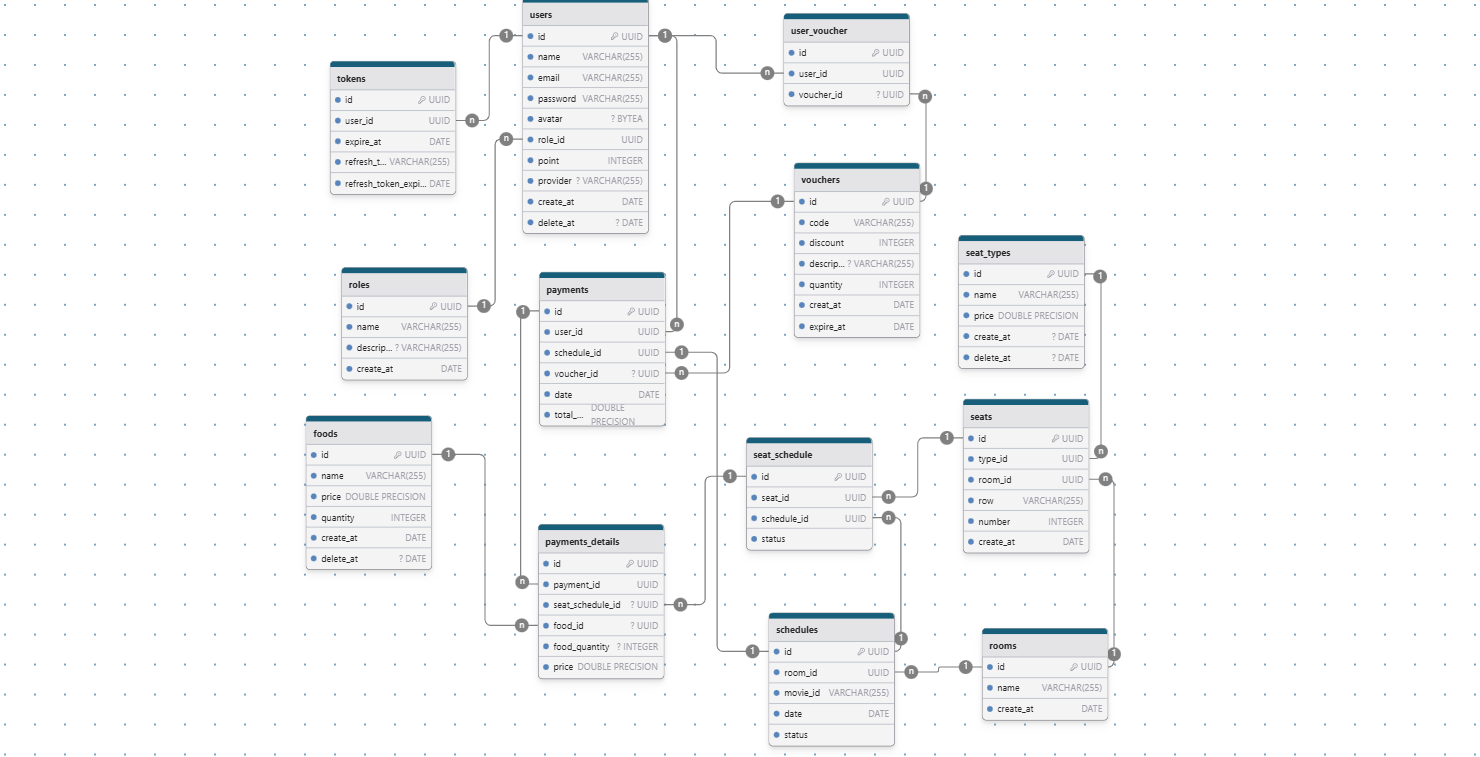 users
id UUID
name VARCHAR(255)
email VARCHAR(255)
password VARCHAR(255)
avatar ? BYTEA
role_id UUID
point INTEGER
provider ? VARCHAR(255)
create_at DATE
delete_at ? DATE
user_voucher
id UUID
user_id UUID
voucher_id ? UUID
tokens
id UUID
user_id UUID
expire_at DATE
refresh_t... VARCHAR(255)
refresh_token_expi... DATE
vouchers
id UUID
code VARCHAR(255)
discount INTEGER
descrip... ? VARCHAR(255)
quantity INTEGER
creat_at DATE
expire_at DATE
seat_types
id UUID
name VARCHAR(255)
price DOUBLE PRECISION
create_at ? DATE
delete_at ? DATE
roles
id UUID
name VARCHAR(255)
descrip... ? VARCHAR(255)
create_at DATE
payments
id UUID
user_id UUID
schedule_id UUID
voucher_id ? UUID
date DATE
total_... DOUBLE
PRECISION
foods
id UUID
name VARCHAR(255)
price DOUBLE PRECISION
quantity INTEGER
create_at DATE
delete_at ? DATE
seat_schedule
id UUID
seat_id UUID
schedule_id UUID
status
seats
id UUID
type_id UUID
room_id UUID
row VARCHAR(255)
number INTEGER
create_at DATE
payments_details
id UUID
payment_id UUID
seat_schedule_id ? UUID
food_id ? UUID
food_quantity ? INTEGER
price DOUBLE PRECISION
schedules
id UUID
room_id UUID
movie_id VARCHAR(255)
date DATE
status
rooms
id UUID
name VARCHAR(255)
create_at DATE
1
1
n
n
n
n
1
1
1
1
1
n
1
n
n
1
1
n
n
1
n
n
n
n
n
1
1
n
1
1